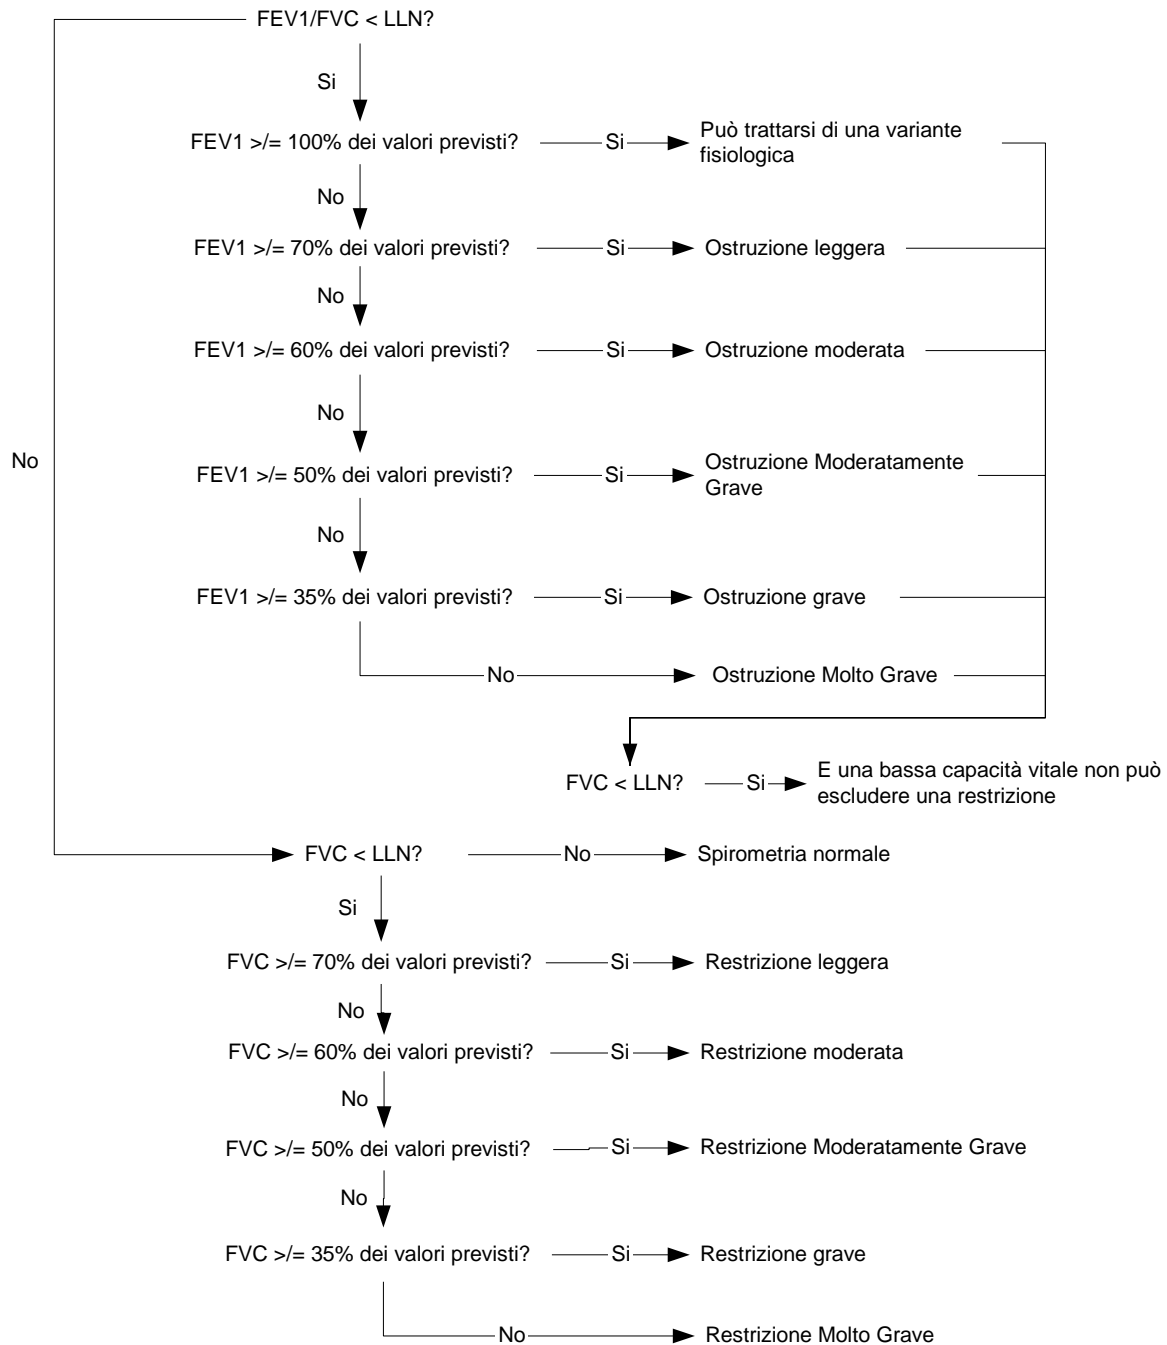 FEV1/FVC < LLN?
Si
FEV1 >/= 100% dei valori previsti?
Si
Può trattarsi di una variante
fisiologica
No
FEV1 >/= 70% dei valori previsti?
Si
Ostruzione leggera
No
FEV1 >/= 60% dei valori previsti?
Si
Ostruzione moderata
No
No
FEV1 >/= 50% dei valori previsti?
Si
Ostruzione Moderatamente
Grave
No
FEV1 >/= 35% dei valori previsti?
Si
Ostruzione grave
No
Ostruzione Molto Grave
FVC < LLN?
Si
E una bassa capacità vitale non può
escludere una restrizione
FVC < LLN?
No
Spirometria normale
Si
FVC >/= 70% dei valori previsti?
Si
Restrizione leggera
No
FVC >/= 60% dei valori previsti?
Si
Restrizione moderata
No
FVC >/= 50% dei valori previsti?
Si
Restrizione Moderatamente Grave
No
FVC >/= 35% dei valori previsti?
Si
Restrizione grave
No
Restrizione Molto Grave